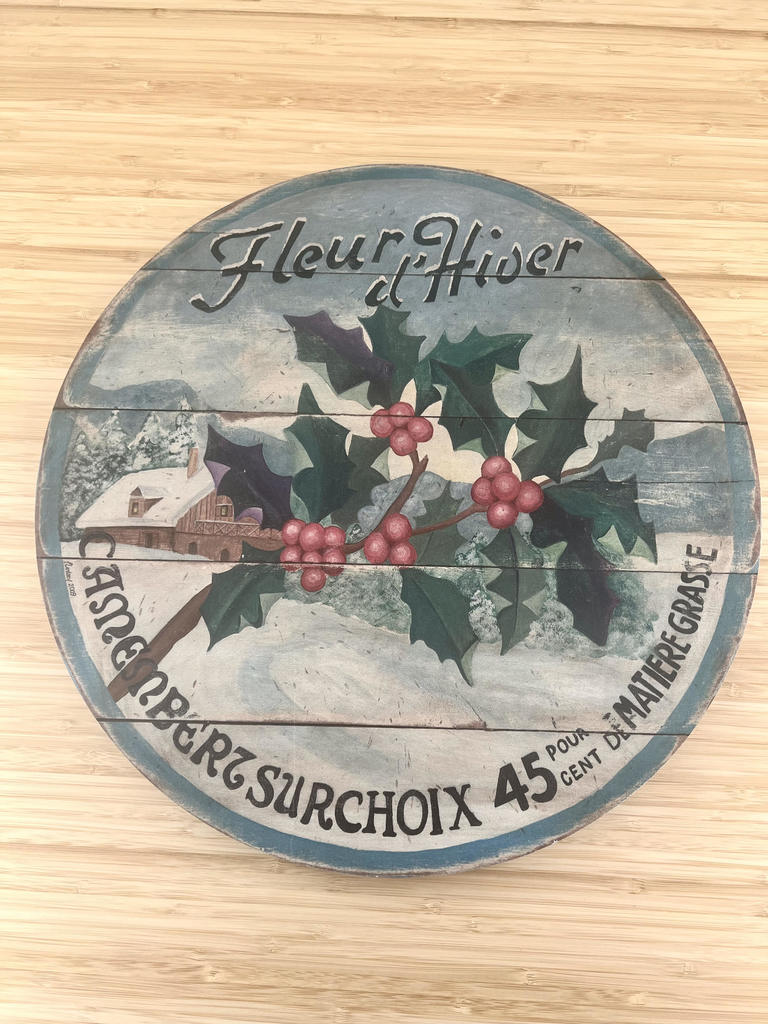 Fleur d'Hiver
CAMEMBERT SURCHOIX 45 POUR CENT DE MATIERE GRASSE